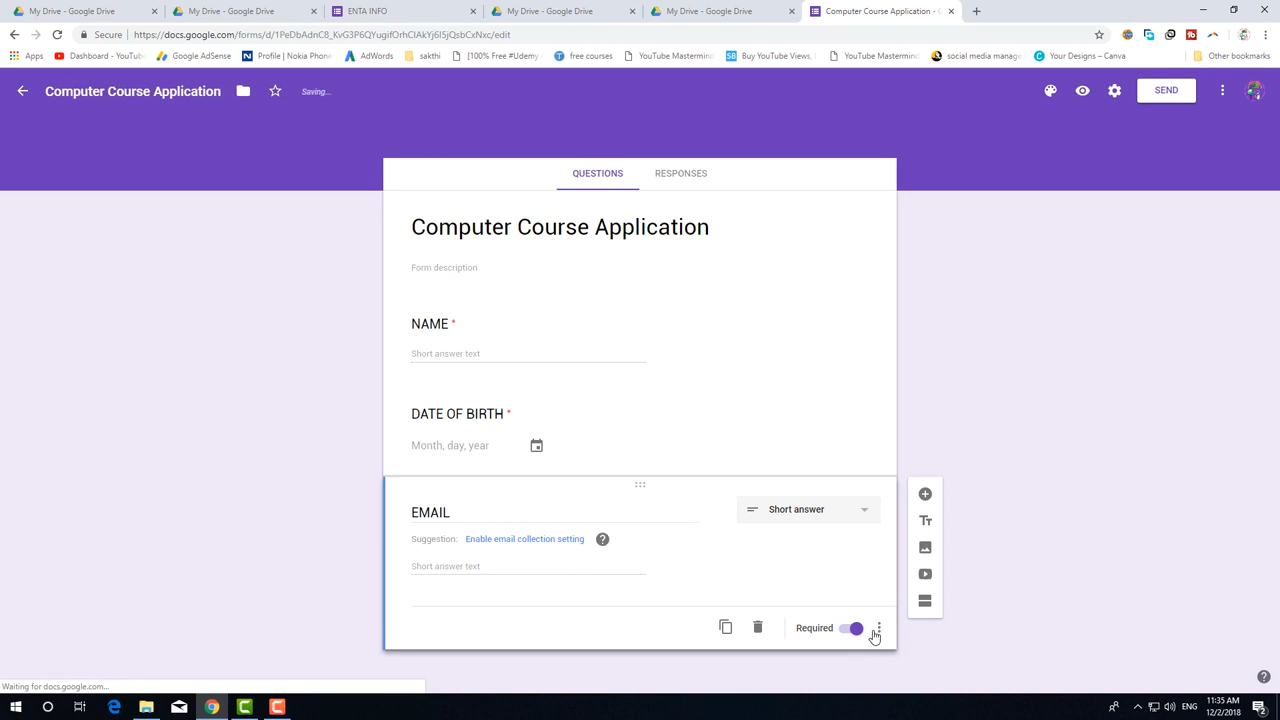 My Drive - Google Drive
My Drive - Google Drive
ENTA INFO
My Drive - Google Drive
My Drive - Google Drive
Computer Course Application - G
Secure
https://docs.google.com/forms/d/1PeDbAdnC8_KvG3P6QYugifOrhCIAkYj6I5jQsbCxNxc/edit
Apps
Dashboard - YouTube
Google AdSense
Profile | Nokia Phone
AdWords
sakthi
[100% Free #Udemy
free courses
YouTube Mastermind
Buy YouTube Views,
YouTube Mastermind
social media manage
Your Designs – Canva
Other bookmarks
Computer Course Application
Saving...
SEND
QUESTIONS
RESPONSES
Computer Course Application
Form description
NAME *
Short answer text
DATE OF BIRTH *
Month, day, year
EMAIL
Short answer
Suggestion: Enable email collection setting
Short answer text
Required
Waiting for docs.google.com...
ENG
11:35 AM
12/2/2018
2